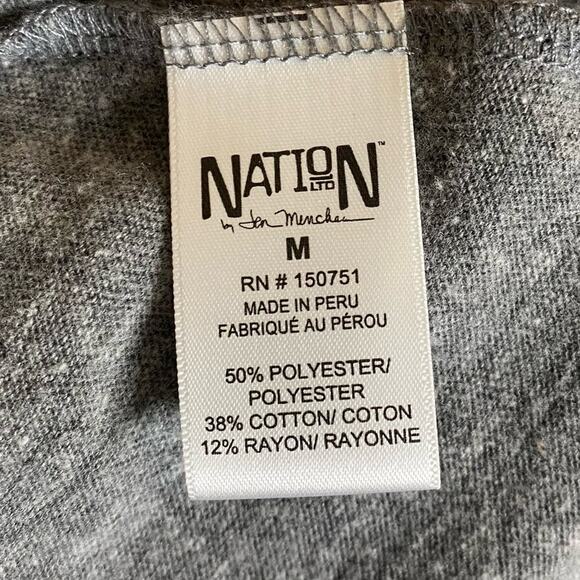 NATION™
LTD
by Jen Menchaca
M
RN # 150751
MADE IN PERU
FABRIQUÉ AU PÉROU
50% POLYESTER/
POLYESTER
38% COTTON/ COTON
12% RAYON/ RAYONNE